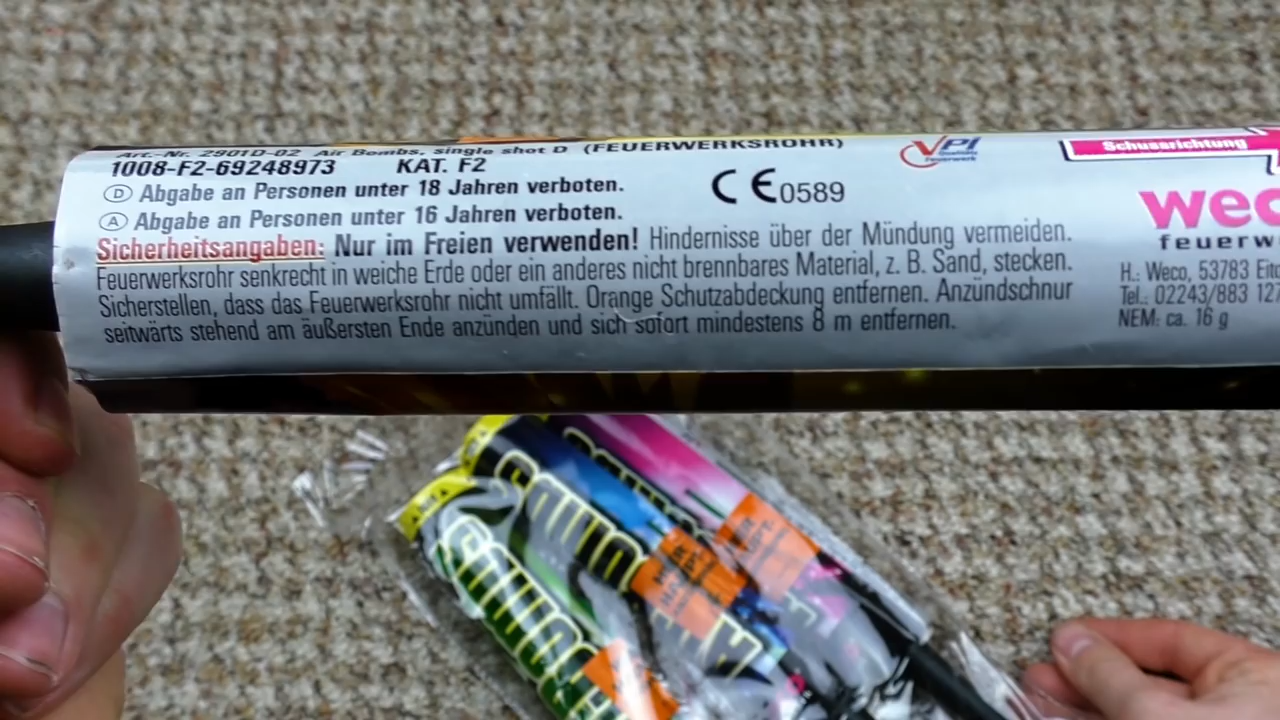 Art. Nr. 2901D-02 Air Bombs, single shot D (FEUERWERKSROHR)
1008-F2-69248973 KAT. F2
D Abgabe an Personen unter 18 Jahren verboten.
A Abgabe an Personen unter 16 Jahren verboten.
CE0589
Sicherheitsangaben: Nur im Freien verwenden! Hindernisse über der Mündung vermeiden.
Feuerwerksrohr senkrecht in weiche Erde oder ein anderes nicht brennbares Material, z. B. Sand, stecken.
Sicherstellen, dass das Feuerwerksrohr nicht umfällt. Orange Schutzabdeckung entfernen. Anzündschnur
seitwärts stehend am äußersten Ende anzünden und sich sofort mindestens 8 m entfernen.
VPI
Schussrichtung
wec
feuerw
H.: Weco, 53783 Eito
Tel.: 02243/883 127
NEM: ca. 16 g